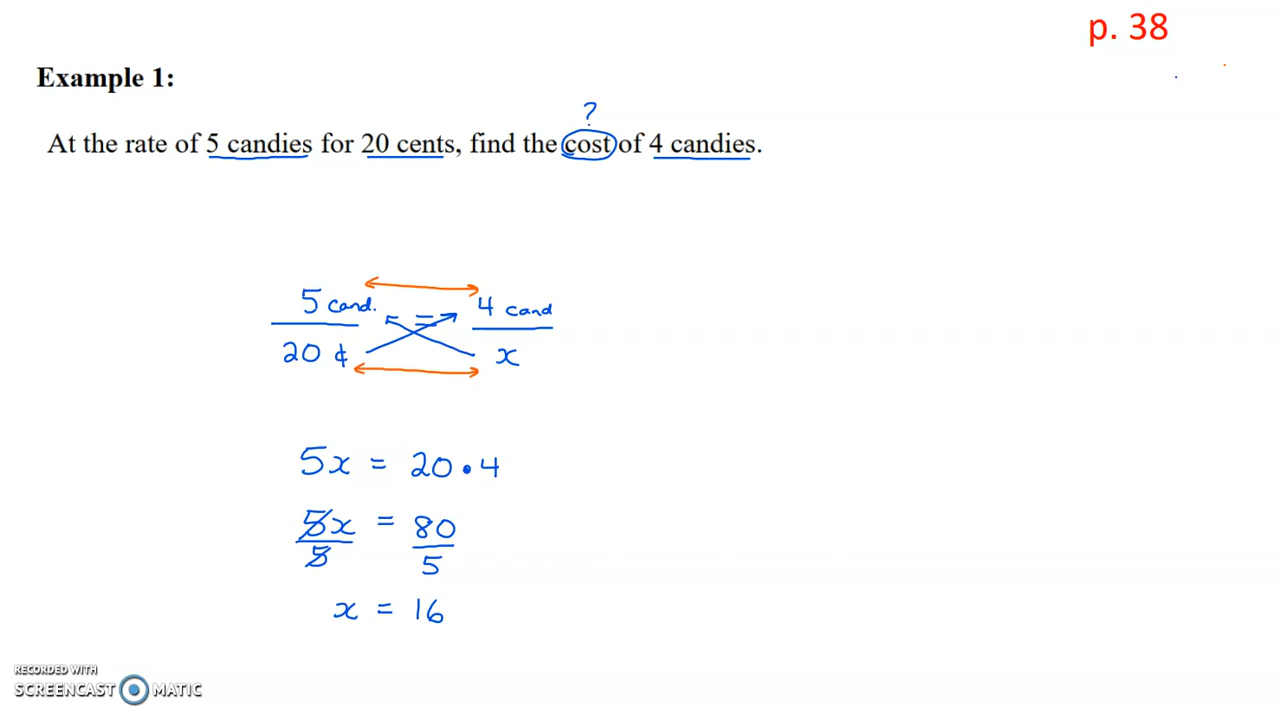 p. 38
Example 1:
?
At the rate of 5 candies for 20 cents, find the cost of 4 candies.
5 cand. = 4 cand
20 ¢ x
5x = 20 • 4
5x = 80
5 5
x = 16
RECORDED WITH
SCREENCAST MATIC